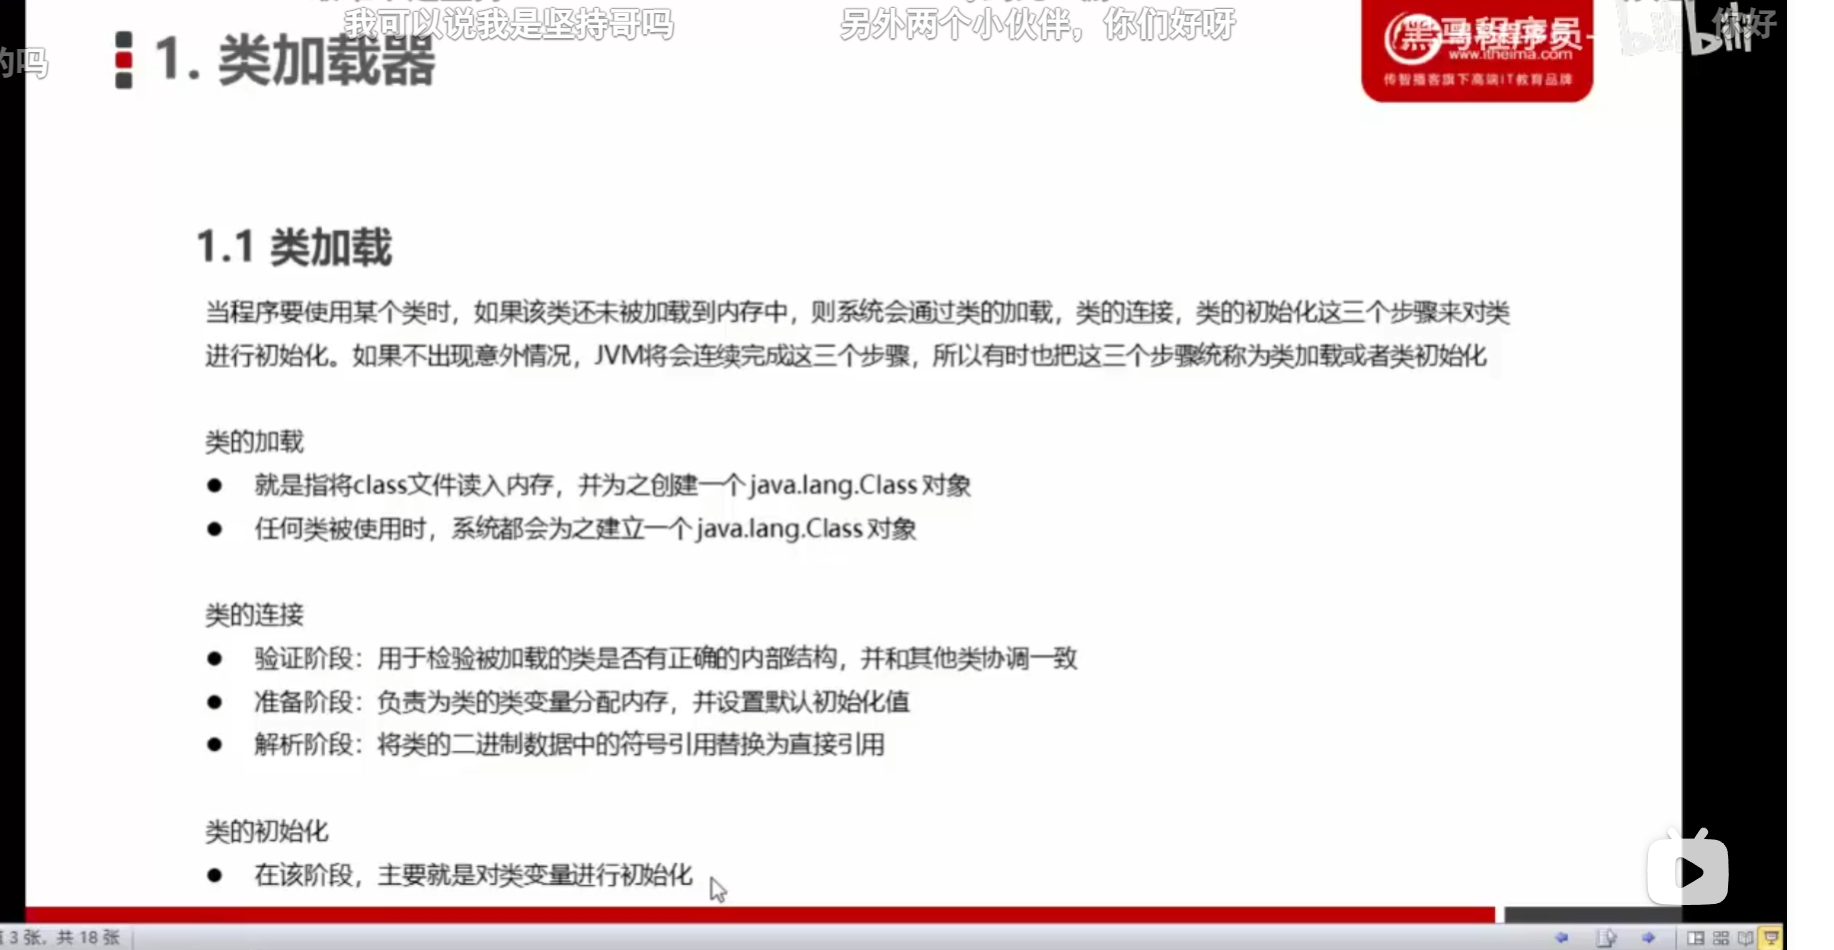 我可以说我是坚持哥吗
另外两个小伙伴，你们好呀
你好
的吗
1. 类加载器
黑马程序员
www.itheima.com
传智播客旗下高端IT教育品牌
1.1 类加载
当程序要使用某个类时，如果该类还未被加载到内存中，则系统会通过类的加载，类的连接，类的初始化这三个步骤来对类
进行初始化。如果不出现意外情况，JVM将会连续完成这三个步骤，所以有时也把这三个步骤统称为类加载或者类初始化
类的加载
● 就是指将class文件读入内存，并为之创建一个 java.lang.Class 对象
● 任何类被使用时，系统都会为之建立一个 java.lang.Class 对象
类的连接
● 验证阶段：用于检验被加载的类是否有正确的内部结构，并和其他类协调一致
● 准备阶段：负责为类的类变量分配内存，并设置默认初始化值
● 解析阶段：将类的二进制数据中的符号引用替换为直接引用
类的初始化
● 在该阶段，主要就是对类变量进行初始化
3 张，共 18 张